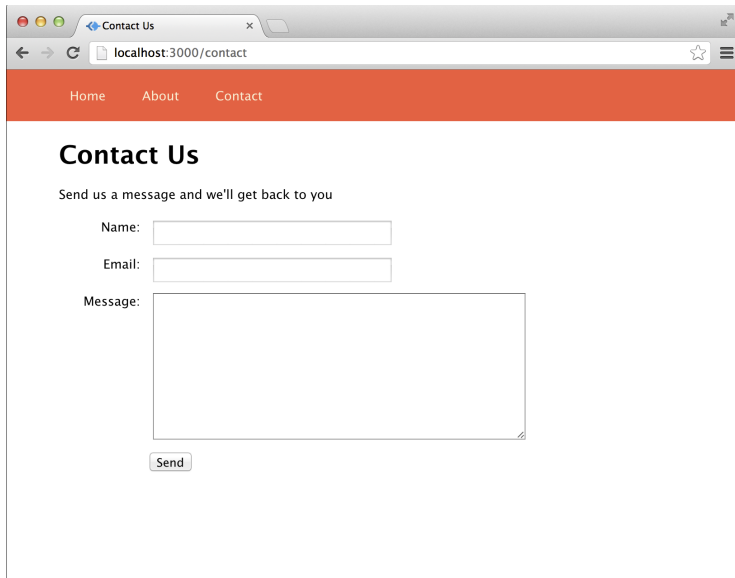 Contact Us
localhost:3000/contact
Home About Contact
Contact Us
Send us a message and we'll get back to you
Name:
Email:
Message:
Send